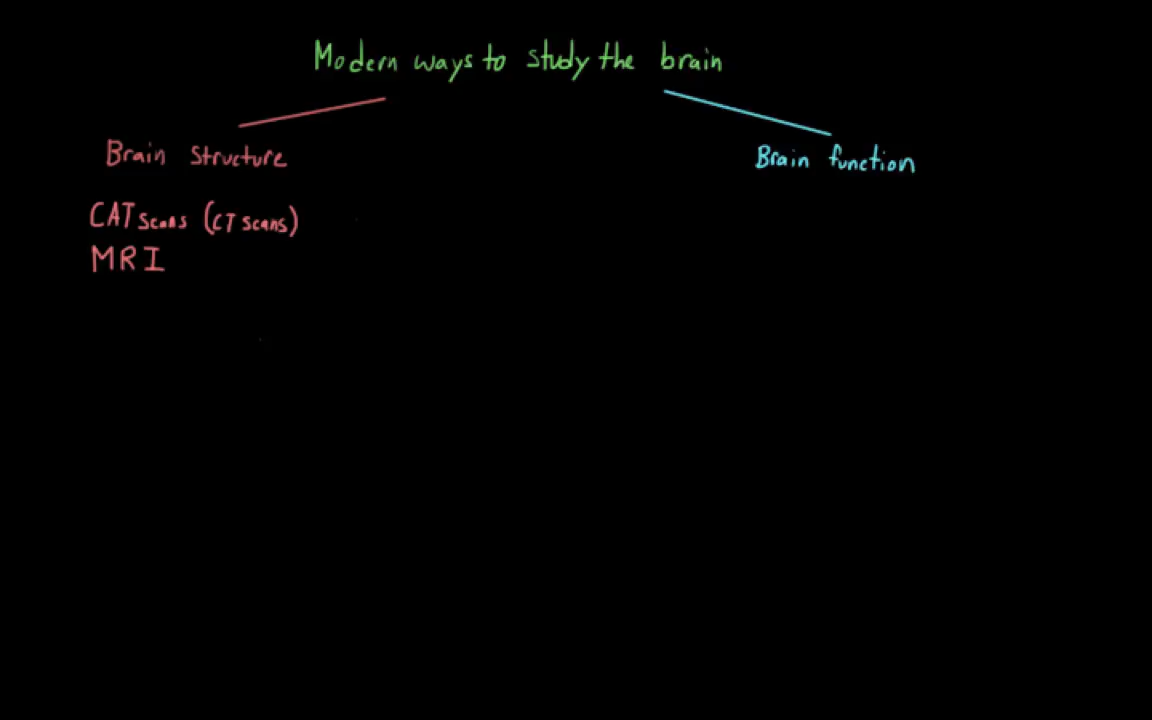 Modern ways to study the brain
Brain Structure
Brain function
CAT Scans (CT Scans)
MRI